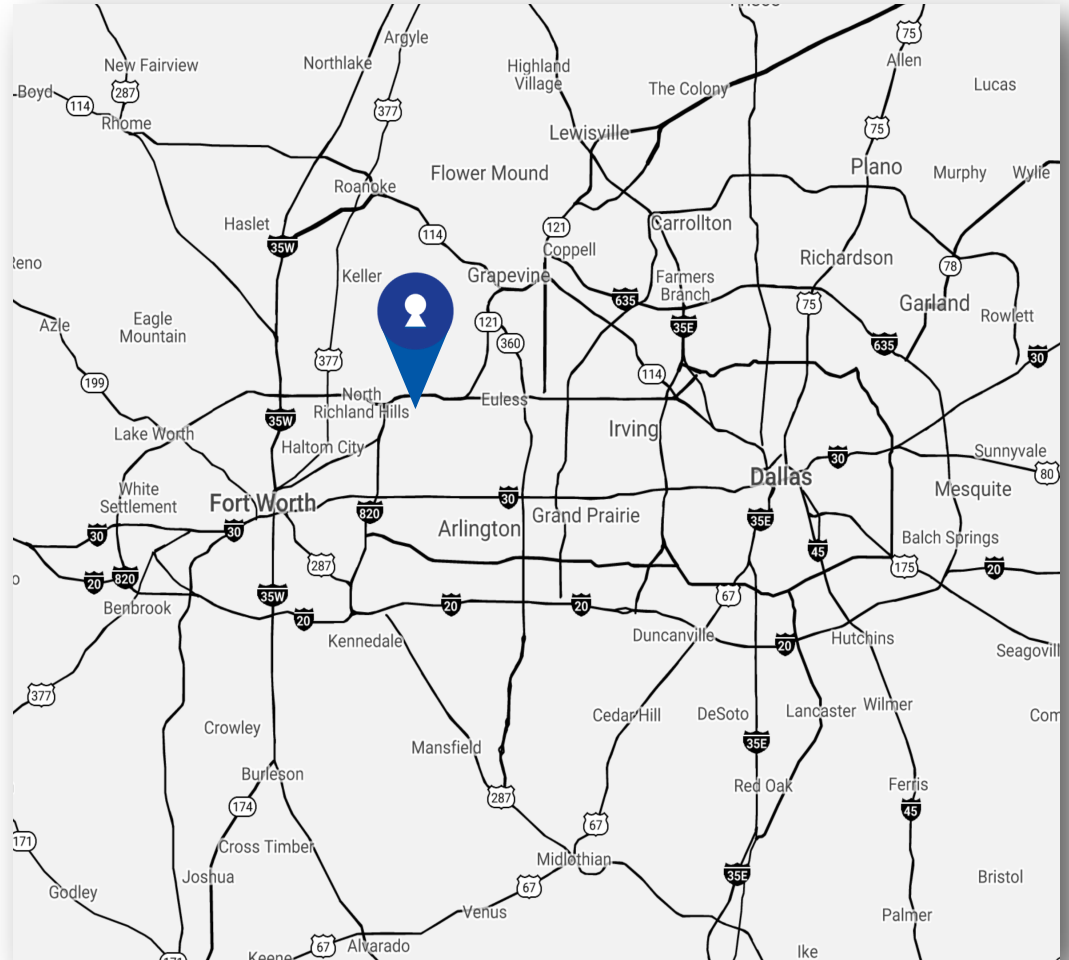 Argyle
75
New Fairview
Northlake
Highland
Village
Allen
287
The Colony
Lucas
Boyd
114
377
Rhome
75
Lewisville
Flower Mound
Plano
Murphy
Wylie
Roanoke
Haslet
121
Carrollton
114
35W
Coppell
Richardson
78
Keller
Grapevine
Farmers
Branch
635
75
Garland
Rowlett
Azle
Eagle
Mountain
121
35E
360
635
30
377
199
114
North
Richland Hills
Euless
35W
Irving
Lake Worth
Haltom City
30
Sunnyvale
80
Dallas
White
Settlement
Fort Worth
30
Mesquite
820
Grand Prairie
35E
30
30
Arlington
45
Balch Springs
287
175
20
20
820
35W
67
Benbrook
20
20
20
Kennedale
Duncanville
Hutchins
20
377
Crowley
Cedar Hill
DeSoto
Lancaster
Wilmer
Mansfield
35E
Burleson
Red Oak
Ferris
287
174
45
67
171
Cross Timber
Midlothian
35E
Joshua
67
Bristol
Godley
Venus
Palmer
67
Alvarado
Ike
Keene